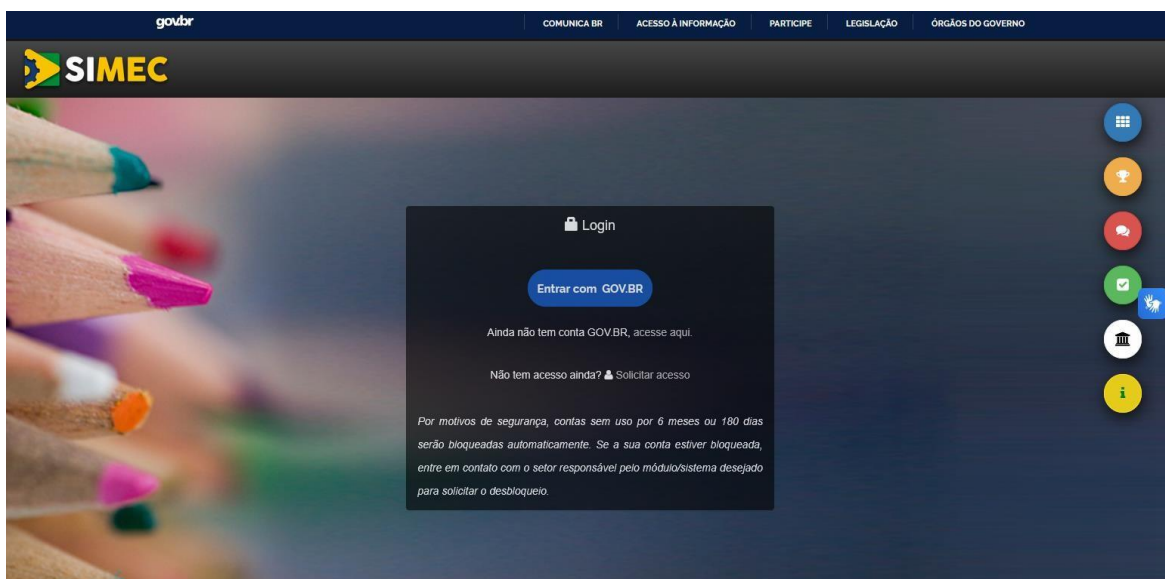 gov.br
COMUNICA BR
ACESSO À INFORMAÇÃO
PARTICIPE
LEGISLAÇÃO
ÓRGÃOS DO GOVERNO
SIMEC
Login
Entrar com GOV.BR
Ainda não tem conta GOV.BR, acesse aqui.
Não tem acesso ainda? Solicitar acesso
Por motivos de segurança, contas sem uso por 6 meses ou 180 dias
serão bloqueadas automaticamente. Se a sua conta estiver bloqueada,
entre em contato com o setor responsável pelo módulo/sistema desejado
para solicitar o desbloqueio.